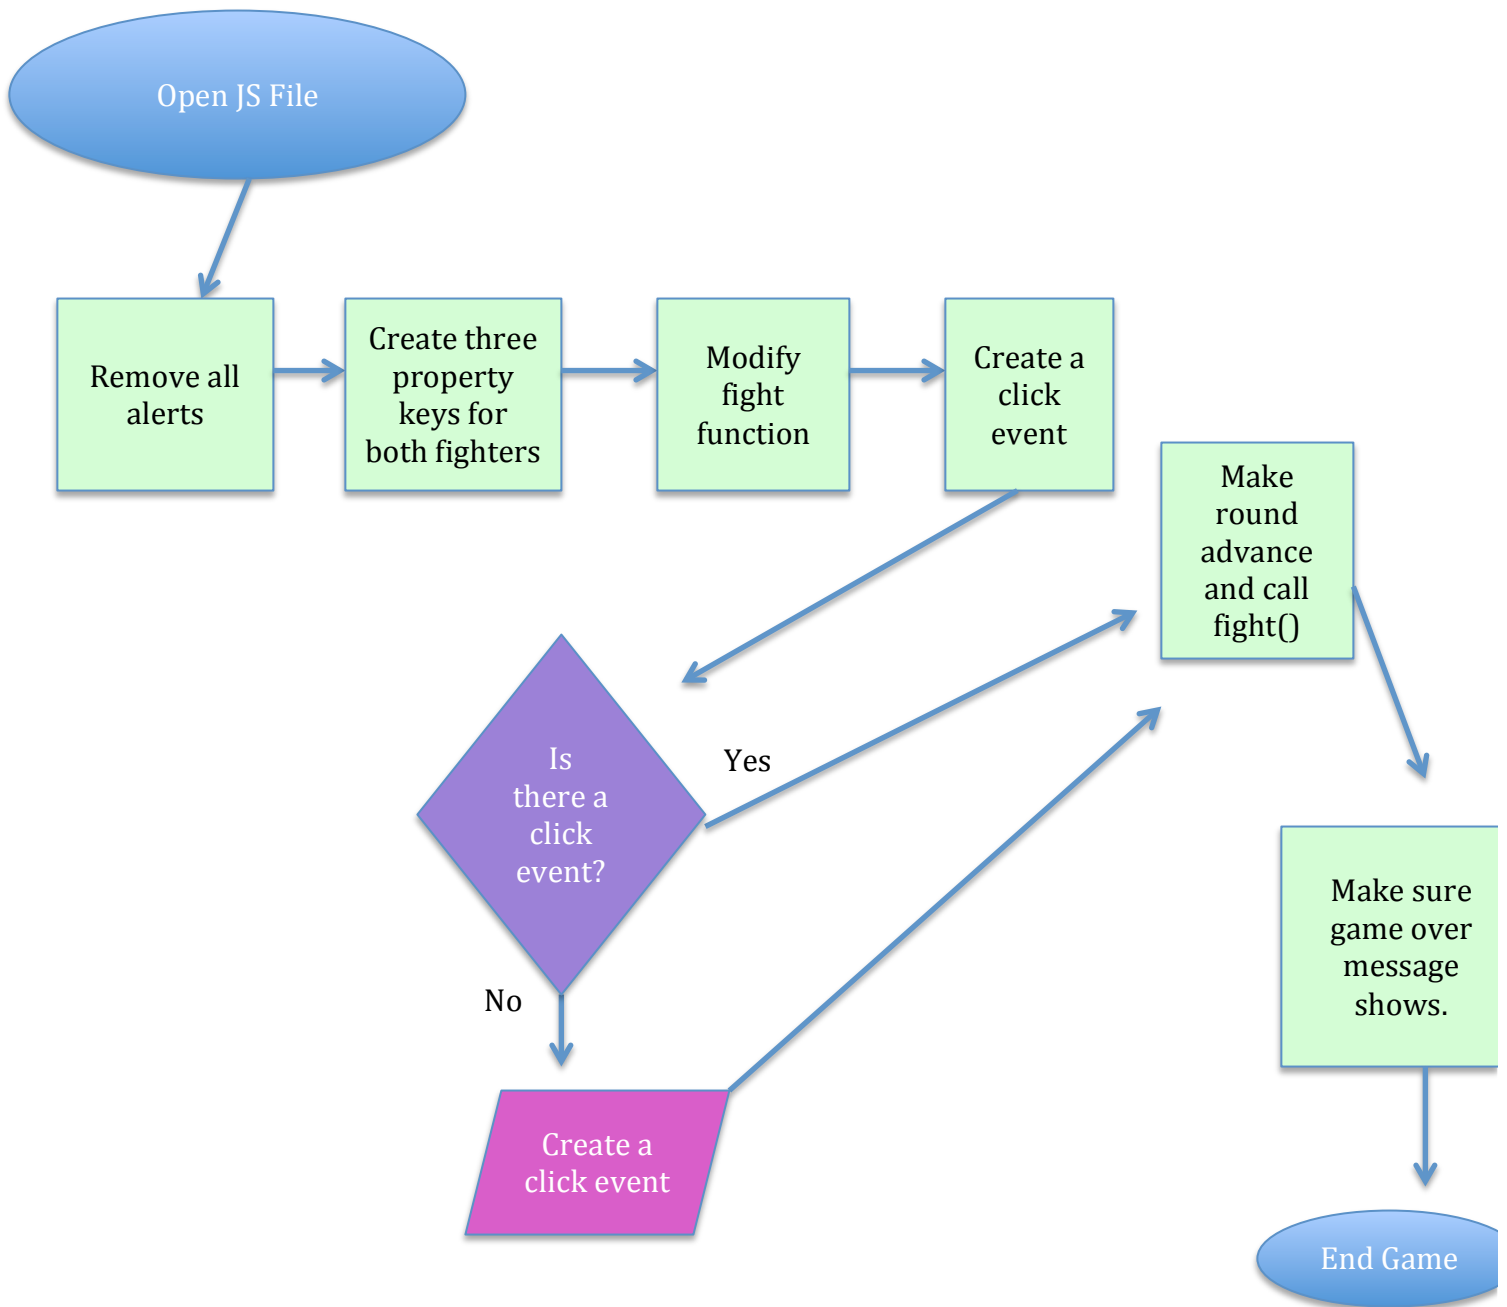 Open JS File
Remove all
alerts
Create three
property
keys for
both fighters
Modify
fight
function
Create a
click
event
Make
round
advance
and call
fight()
Is
there a
click
event?
Yes
No
Create a
click event
Make sure
game over
message
shows.
End Game